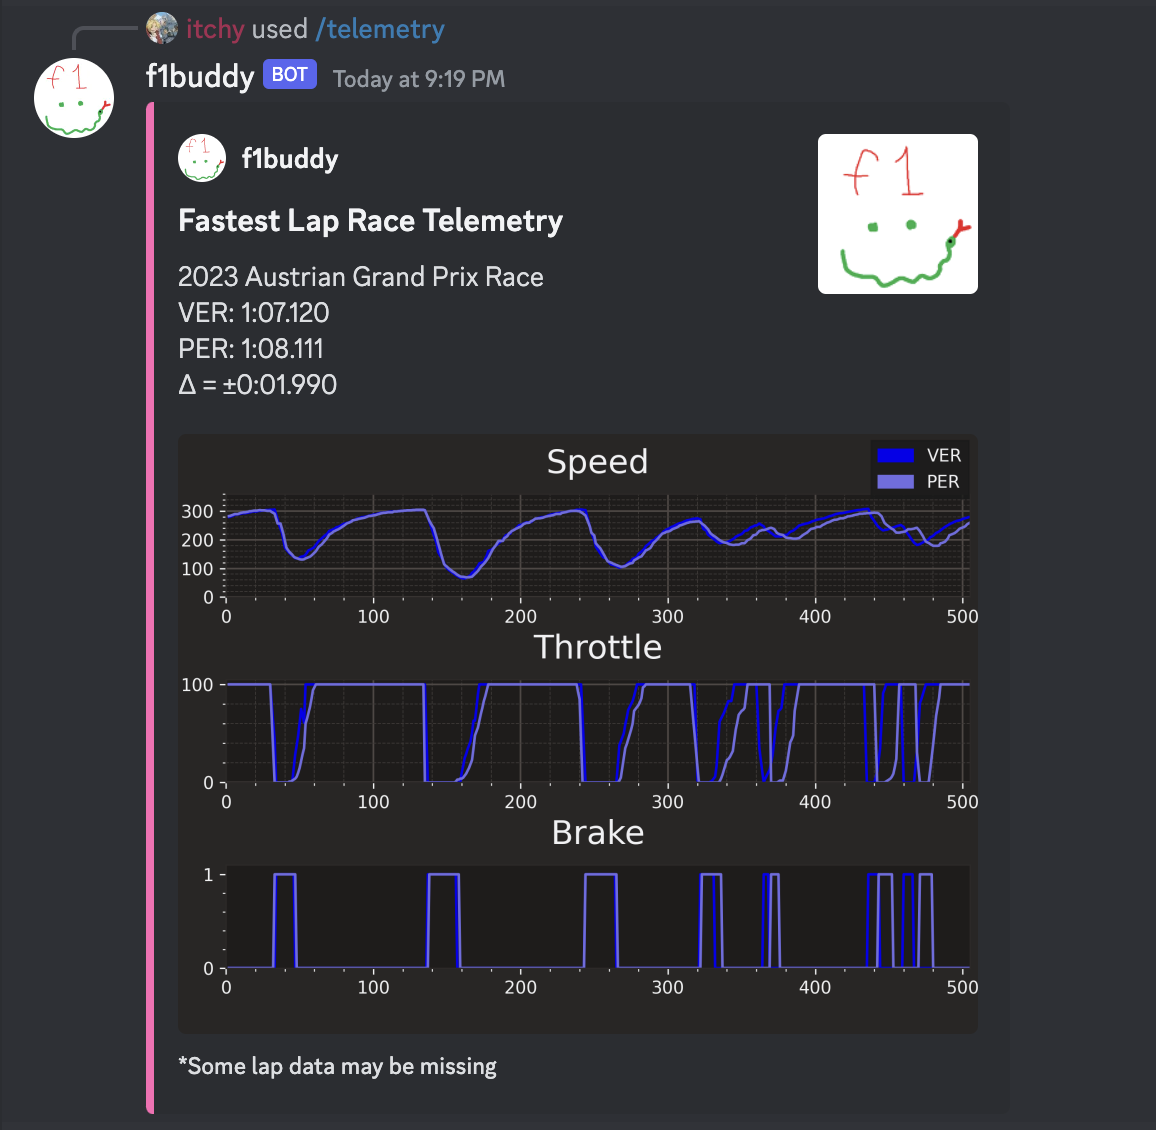 itchy used /telemetry
f1
f1buddy BOT Today at 9:19 PM
f1
f1buddy
f1
Fastest Lap Race Telemetry
2023 Austrian Grand Prix Race
VER: 1:07.120
PER: 1:08.111
Δ = ±0:01.990
Speed
VER
PER
300
200
100
0
0 100 200 300 400 500
Throttle
100
0
0 100 200 300 400 500
Brake
1
0
0 100 200 300 400 500
*Some lap data may be missing